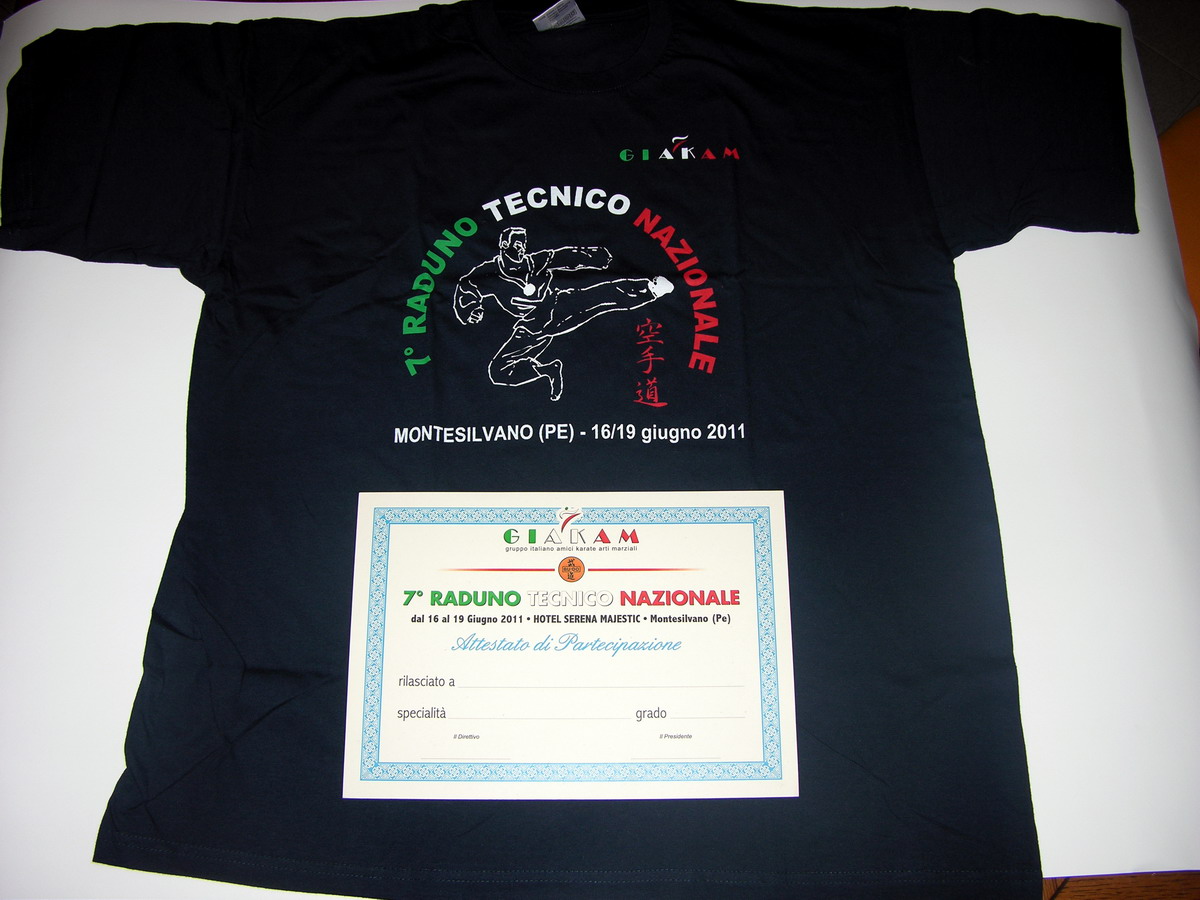 GIAKAM
7° RADUNO TECNICO NAZIONALE
空手道
MONTESILVANO (PE) - 16/19 giugno 2011
GIAKAM
gruppo italiano amici karate arti marziali
7° RADUNO TECNICO NAZIONALE
dal 16 al 19 Giugno 2011 • HOTEL SERENA MAJESTIC • Montesilvano (Pe)
Attestato di Partecipazione
rilasciato a
specialità grado
Il Direttivo Il Presidente